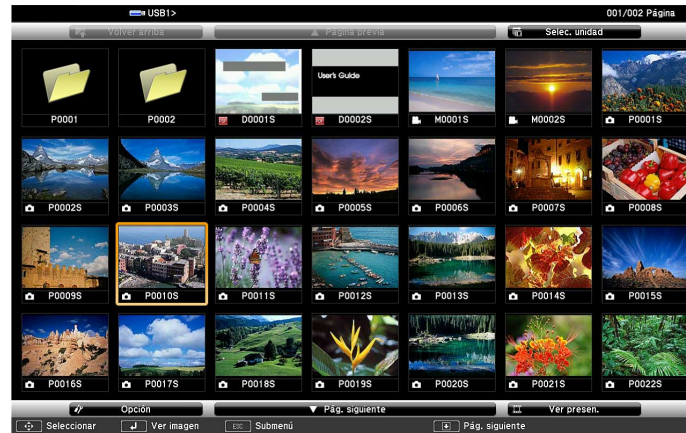 USB1>
001/002 Página
Volver arriba
Página previa
Selec. unidad
User's Guide
P0001
P0002
D0001S
D0002S
M0001S
M0002S
P0001S
P0002S
P0003S
P0004S
P0005S
P0006S
P0007S
P0008S
P0009S
P0010S
P0011S
P0012S
P0013S
P0014S
P0015S
P0016S
P0017S
P0018S
P0019S
P0020S
P0021S
P0022S
Opción
Pág. siguiente
Ver presen.
Seleccionar
Ver imagen
Esc
Submenú
Pág. siguiente